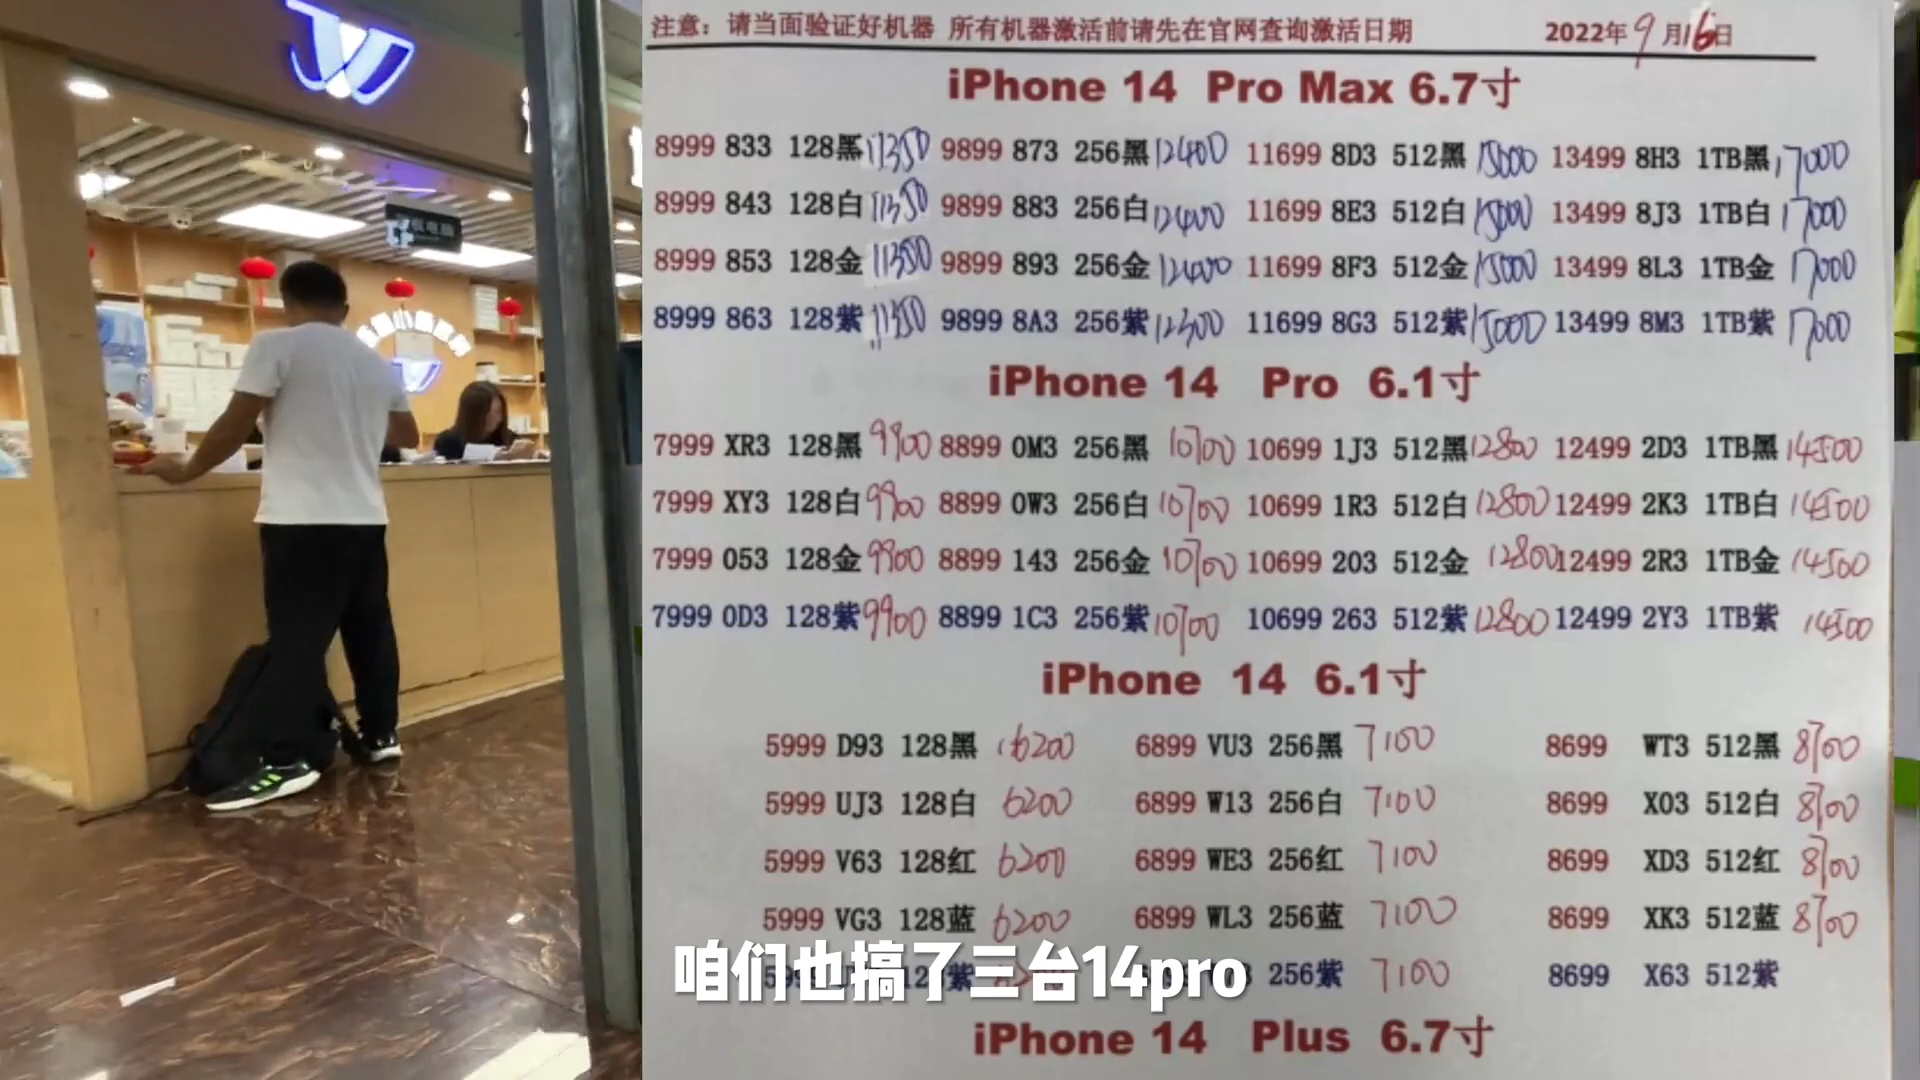 注意：请当面验证好机器 所有机器激活前请先在官网查询激活日期 2022年9月16日
iPhone 14 Pro Max 6.7寸
8999 833 128黑 11350 9899 873 256黑 12400 11699 8D3 512黑 15000 13499 8H3 1TB黑 17000
8999 843 128白 11350 9899 883 256白 12400 11699 8E3 512白 15000 13499 8J3 1TB白 17000
8999 853 128金 11350 9899 893 256金 12400 11699 8F3 512金 15000 13499 8L3 1TB金 17000
8999 863 128紫 11350 9899 8A3 256紫 12300 11699 8G3 512紫 15000 13499 8M3 1TB紫 17000
iPhone 14 Pro 6.1寸
7999 XR3 128黑 9900 8899 0M3 256黑 10700 10699 1J3 512黑 12800 12499 2D3 1TB黑 14500
7999 XY3 128白 9900 8899 0W3 256白 10700 10699 1R3 512白 12800 12499 2K3 1TB白 14500
7999 053 128金 9900 8899 143 256金 10700 10699 203 512金 12800 12499 2R3 1TB金 14500
7999 0D3 128紫 9900 8899 1C3 256紫 10700 10699 263 512紫 12800 12499 2Y3 1TB紫 14500
iPhone 14 6.1寸
5999 D93 128黑 6200 6899 VU3 256黑 7100 8699 WT3 512黑 8700
5999 UJ3 128白 6200 6899 W13 256白 7100 8699 X03 512白 8700
5999 V63 128红 6200 6899 WE3 256红 7100 8699 XD3 512红 8700
5999 VG3 128蓝 6200 6899 WL3 256蓝 7100 8699 XK3 512蓝 8700
256紫 7100 8699 X63 512紫
咱们也搞了三台14pro
iPhone 14 Plus 6.7寸